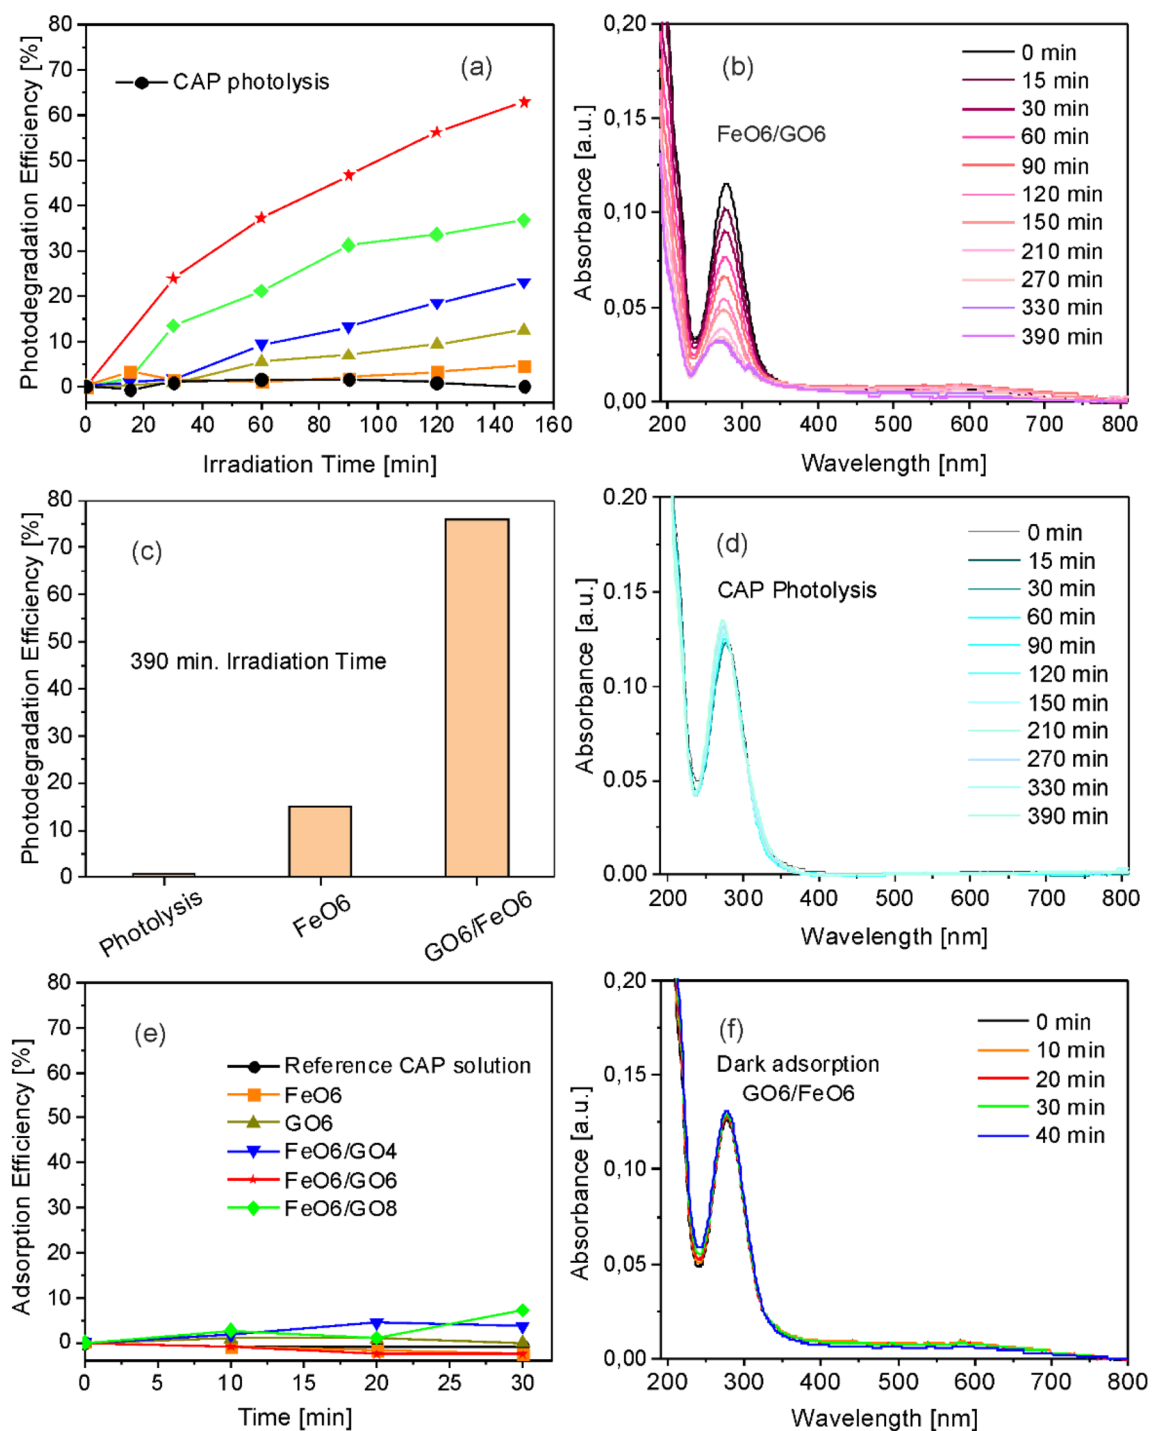 80
70
60
50
40
30
20
10
0
Photodegradation Efficiency [%]
(a)
CAP photolysis
0 20 40 60 80 100 120 140 160
Irradiation Time [min]
0,20
0,15
0,10
0,05
0,00
Absorbance [a.u.]
(b)
FeO6/GO6
0 min
15 min
30 min
60 min
90 min
120 min
150 min
210 min
270 min
330 min
390 min
200 300 400 500 600 700 800
Wavelength [nm]
80
70
60
50
40
30
20
10
0
Photodegradation Efficiency [%]
(c)
390 min. Irradiation Time
Photolysis
FeO6
GO6/FeO6
0.20
0.15
0.10
0.05
0.00
Absorbance [a.u.]
(d)
CAP Photolysis
0 min
15 min
30 min
60 min
90 min
120 min
150 min
210 min
270 min
330 min
390 min
200 300 400 500 600 700 800
Wavelength [nm]
80
70
60
50
40
30
20
10
0
Adsorption Efficiency [%]
(e)
Reference CAP solution
FeO6
GO6
FeO6/GO4
FeO6/GO6
FeO6/GO8
0 5 10 15 20 25 30
Time [min]
0,20
0,15
0,10
0,05
0,00
Absorbance [a.u.]
(f)
Dark adsorption
GO6/FeO6
0 min
10 min
20 min
30 min
40 min
200 300 400 500 600 700 800
Wavelength [nm]